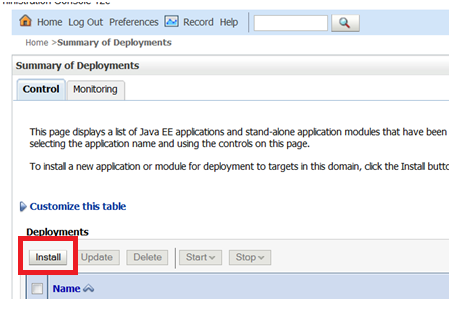 Home Log Out Preferences Record Help
Home >Summary of Deployments
Summary of Deployments
Control Monitoring
This page displays a list of Java EE applications and stand-alone application modules that have been
selecting the application name and using the controls on this page.
To install a new application or module for deployment to targets in this domain, click the Install butto
Customize this table
Deployments
Install Update Delete Start Stop
Name